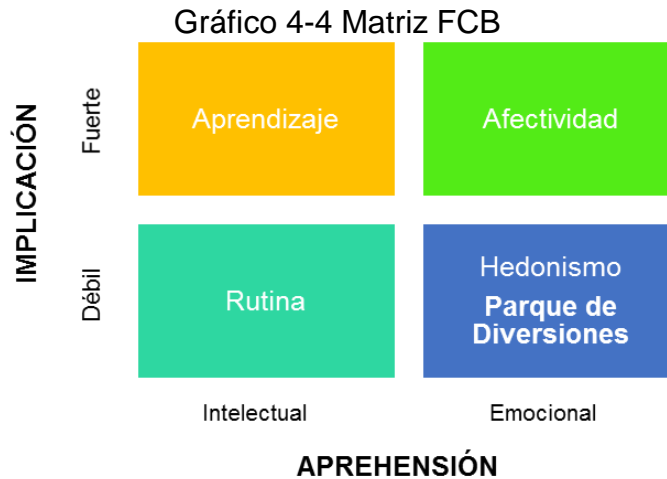 Gráfico 4-4 Matriz FCB
IMPLICACIÓN
Fuerte
Aprendizaje
Afectividad
Débil
Rutina
Hedonismo
Parque de
Diversiones
Intelectual
Emocional
APREHENSIÓN